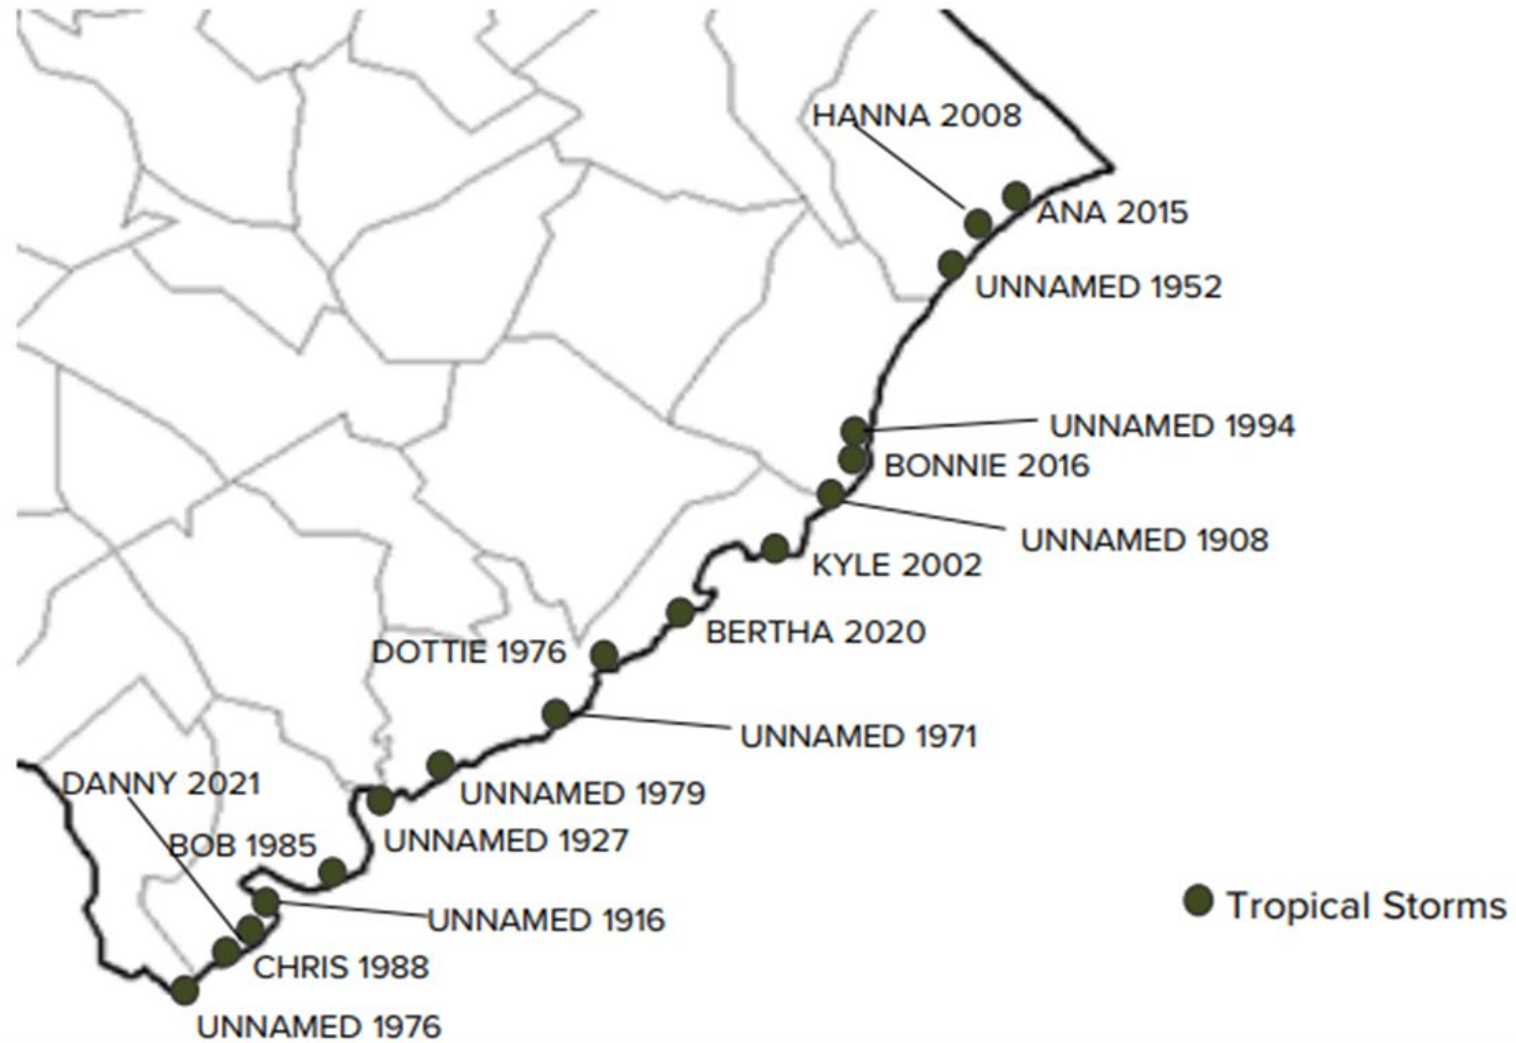 HANNA 2008
ANA 2015
UNNAMED 1952
UNNAMED 1994
BONNIE 2016
UNNAMED 1908
KYLE 2002
BERTHA 2020
DOTTIE 1976
UNNAMED 1971
DANNY 2021
UNNAMED 1979
BOB 1985
UNNAMED 1927
Tropical Storms
UNNAMED 1916
CHRIS 1988
UNNAMED 1976